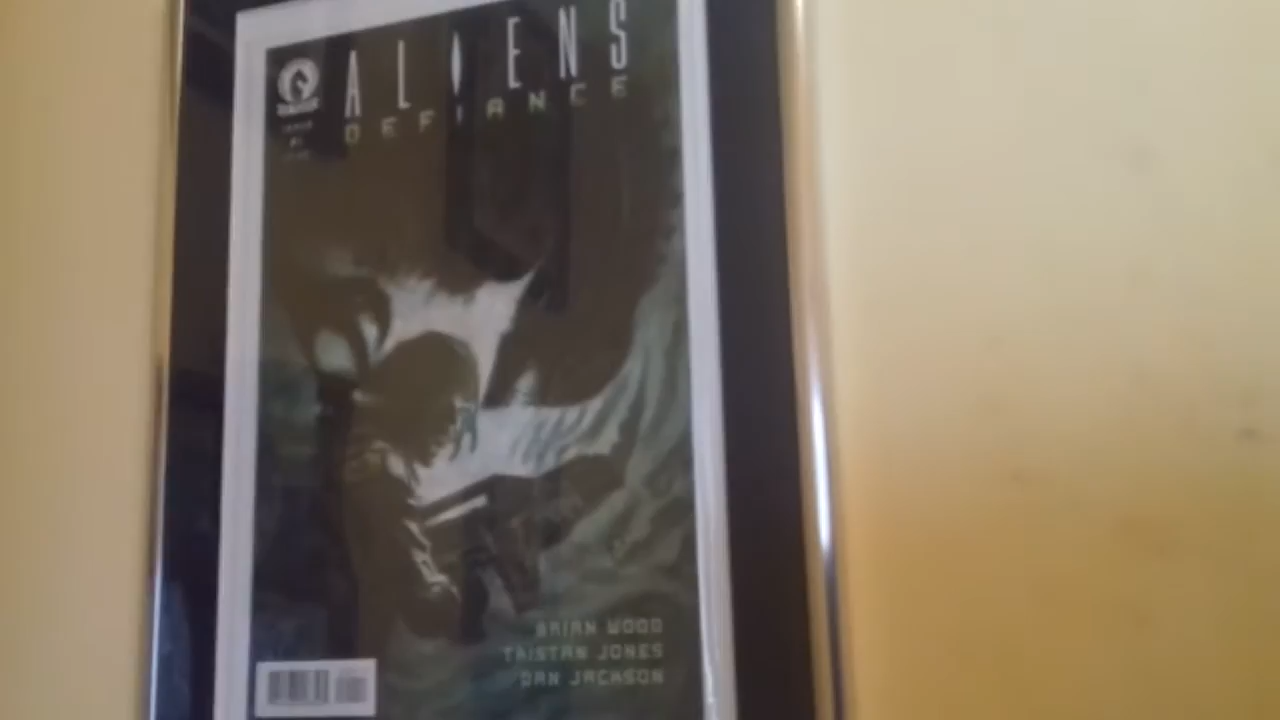 ALIENS
DEFIANCE
BRIAN WOOD
TRISTAN JONES
DAN JACKSON